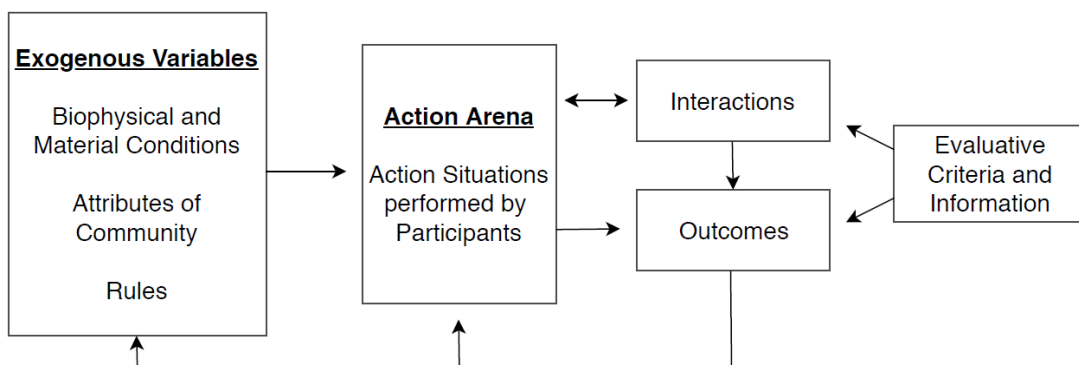 Exogenous Variables
Biophysical and
Material Conditions
Attributes of
Community
Rules
Action Arena
Action Situations
performed by
Participants
Interactions
Outcomes
Evaluative
Criteria and
Information